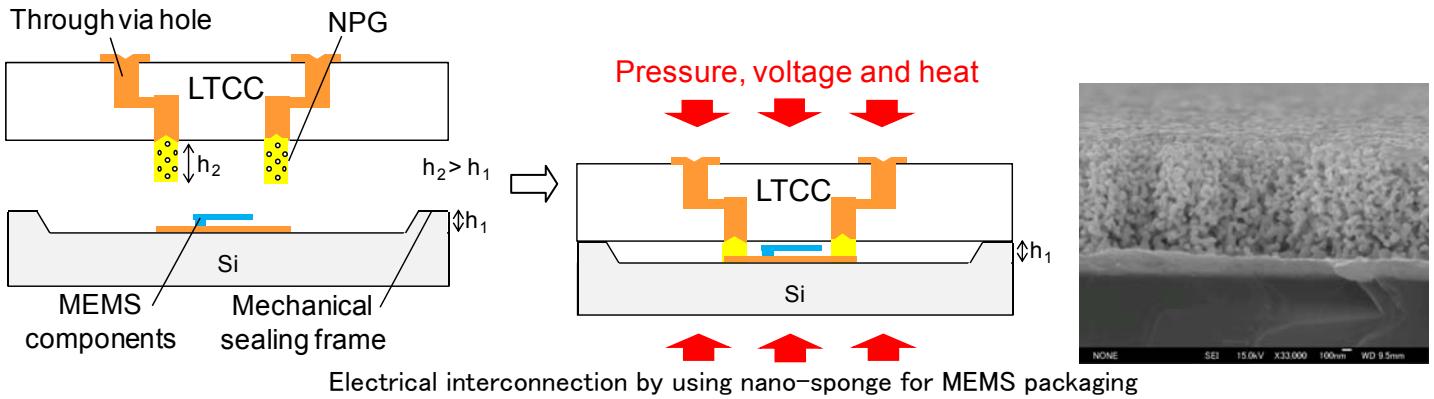 Through via hole
NPG
LTCC
h2
h2 > h1
h1
Si
MEMS
components
Mechanical
sealing frame
Pressure, voltage and heat
LTCC
h1
Si
NONE SEI 15.0kV X33,000 100nm WD 9.5mm
Electrical interconnection by using nano-sponge for MEMS packaging